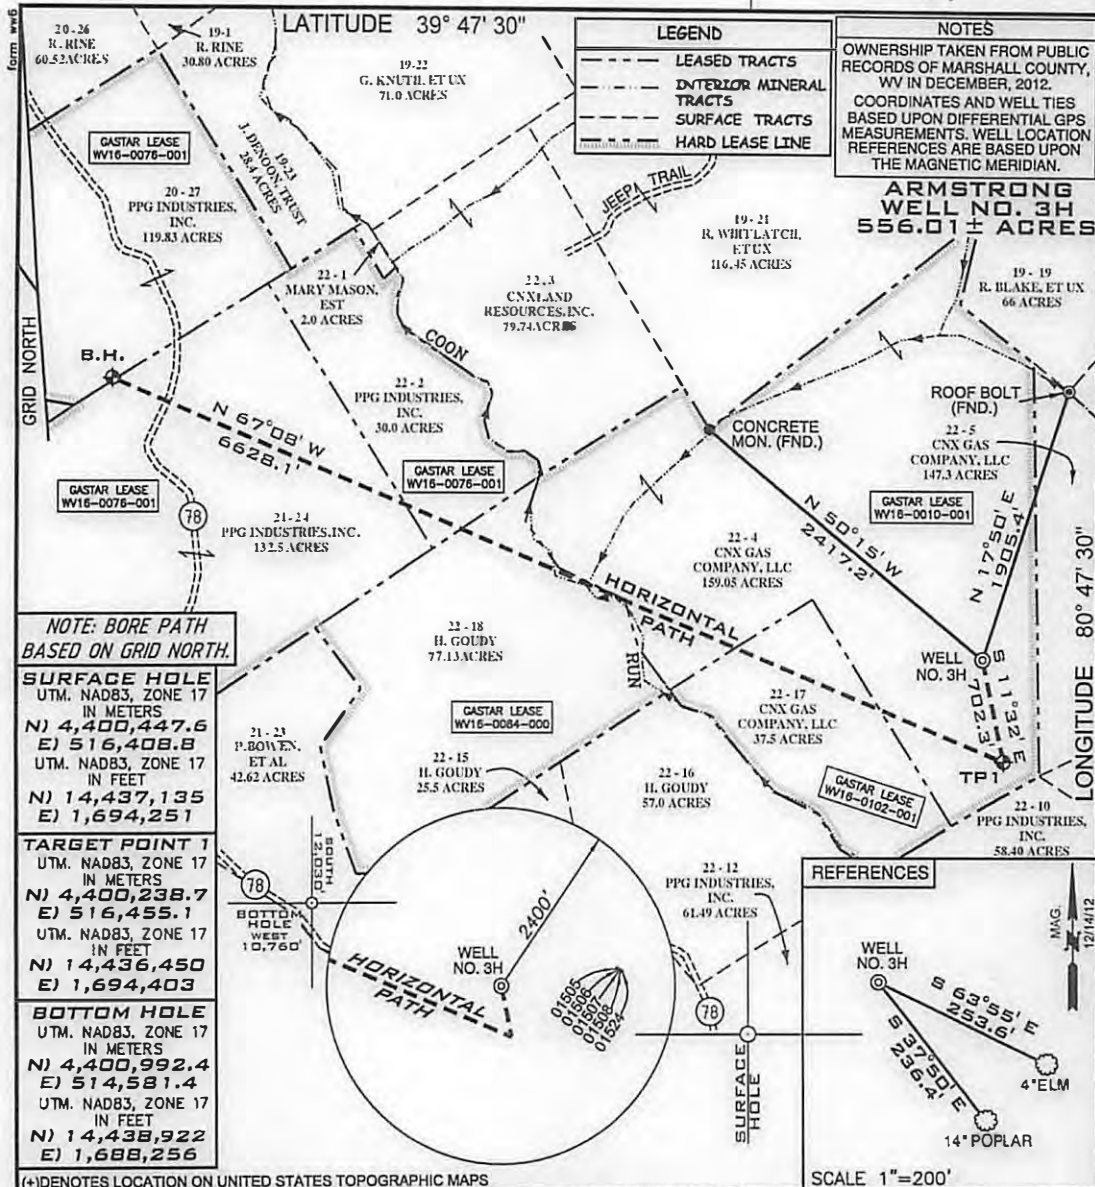 form ww6
LATITUDE 39° 47' 30"
LEGEND
LEASED TRACTS
INTERIOR MINERAL
TRACTS
SURFACE TRACTS
HARD LEASE LINE
NOTES
OWNERSHIP TAKEN FROM PUBLIC
RECORDS OF MARSHALL COUNTY,
WV IN DECEMBER, 2012.
COORDINATES AND WELL TIES
BASED UPON DIFFERENTIAL GPS
MEASUREMENTS. WELL LOCATION
REFERENCES ARE BASED UPON
THE MAGNETIC MERIDIAN.
ARMSTRONG
WELL NO. 3H
556.01± ACRES
20 - 26
R. RINE
60.52ACRES
19-1
R. RINE
30.80 ACRES
19-22
G. KNUTH, ET UX
71.0 ACRES
GASTAR LEASE
WV16-0076-001
19-23
J. DENOON, TRUST
28.4 ACRES
20 - 27
PPG INDUSTRIES,
INC.
119.83 ACRES
JEEP TRAIL
19 - 21
R. WHITLATCH,
ET UX
116.45 ACRES
19 - 19
R. BLAKE, ET UX
66 ACRES
22 - 1
MARY MASON,
EST
2.0 ACRES
22 - 3
CNX LAND
RESOURCES, INC.
79.74 ACRES
COON
GRID NORTH
B.H.
N 67°08' W
6628.1'
22 - 2
PPG INDUSTRIES,
INC.
30.0 ACRES
GASTAR LEASE
WV16-0076-001
CONCRETE
MON. (FND.)
ROOF BOLT
(FND.)
22 - 5
CNX GAS
COMPANY, LLC
147.3 ACRES
GASTAR LEASE
WV16-0010-001
GASTAR LEASE
WV16-0076-001
78
21-24
PPG INDUSTRIES, INC.
132.5 ACRES
N 50°15' W
2417.2'
N 17°50' E
1905.4'
22 - 4
CNX GAS
COMPANY, LLC
159.05 ACRES
HORIZONTAL
PATH
LONGITUDE 80° 47' 30"
NOTE: BORE PATH
BASED ON GRID NORTH.
22 - 18
H. GOUDY
77.13 ACRES
RUN
WELL
NO. 3H
S 11°32' E
702.3'
TP1
SURFACE HOLE
UTM. NAD83, ZONE 17
IN METERS
N) 4,400,447.6
E) 516,408.8
UTM. NAD83, ZONE 17
IN FEET
N) 14,437,135
E) 1,694,251
GASTAR LEASE
WV16-0084-000
22 - 17
CNX GAS
COMPANY, LLC
37.5 ACRES
21 - 23
P. BOWEN,
ET AL
42.62 ACRES
22 - 15
H. GOUDY
25.5 ACRES
22 - 16
H. GOUDY
57.0 ACRES
GASTAR LEASE
WV16-0102-001
22 - 10
PPG INDUSTRIES,
INC.
58.40 ACRES
TARGET POINT 1
UTM. NAD83, ZONE 17
IN METERS
N) 4,400,238.7
E) 516,455.1
UTM. NAD83, ZONE 17
IN FEET
N) 14,436,450
E) 1,694,403
78
SOUTH
12,030'
BOTTOM
HOLE
WEST
10,760'
2400'
WELL
NO. 3H
HORIZONTAL
PATH
01505
01506
01507
01508
01524
22 - 12
PPG INDUSTRIES,
INC.
61.49 ACRES
78
SURFACE
HOLE
BOTTOM HOLE
UTM. NAD83, ZONE 17
IN METERS
N) 4,400,992.4
E) 514,581.4
UTM. NAD83, ZONE 17
IN FEET
N) 14,438,922
E) 1,688,256
REFERENCES
MAG.
N
12/14/12
WELL
NO. 3H
S 63°55' E
253.6'
S 37°50' E
236.4'
4"ELM
14" POPLAR
SCALE 1"=200'
(+)DENOTES LOCATION ON UNITED STATES TOPOGRAPHIC MAPS